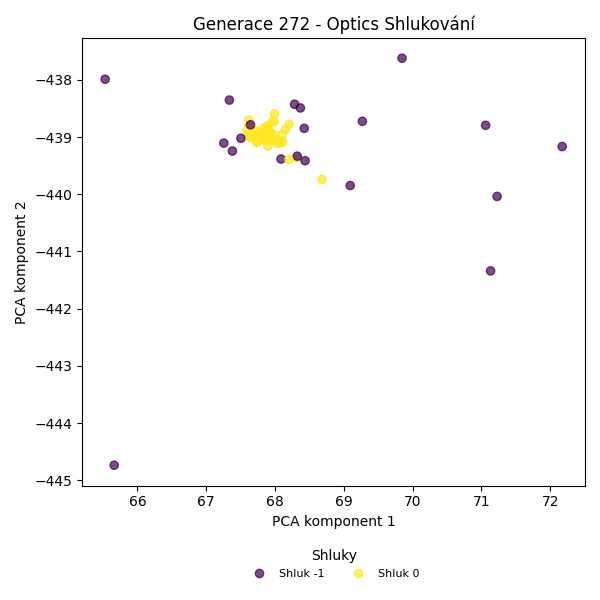 Generace 272 - Optics Shlukování
−438
−439
−440
−441
−442
−443
−444
−445
PCA komponent 2
66 67 68 69 70 71 72
PCA komponent 1
Shluky
Shluk -1 Shluk 0